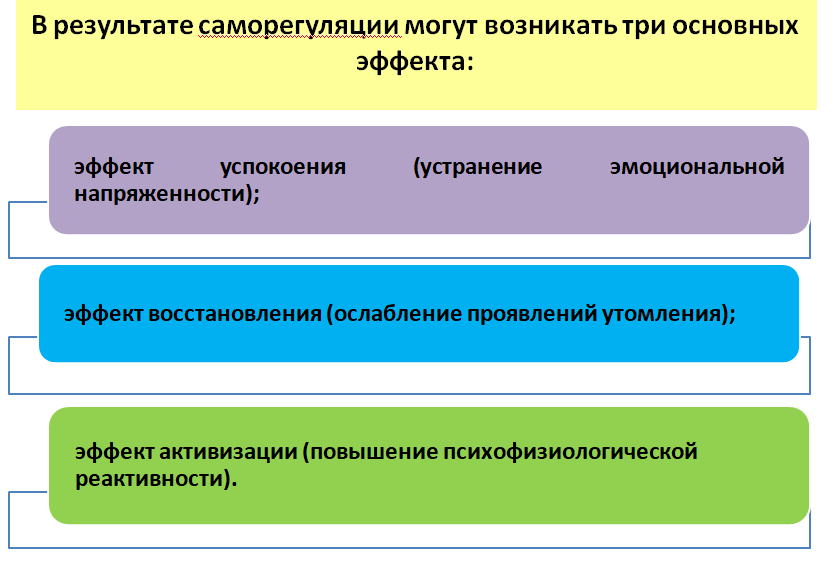 В результате саморегуляции могут возникать три основных
эффекта:
эффект успокоения (устранение эмоциональной
напряженности);
эффект восстановления (ослабление проявлений утомления);
эффект активизации (повышение психофизиологической
реактивности).